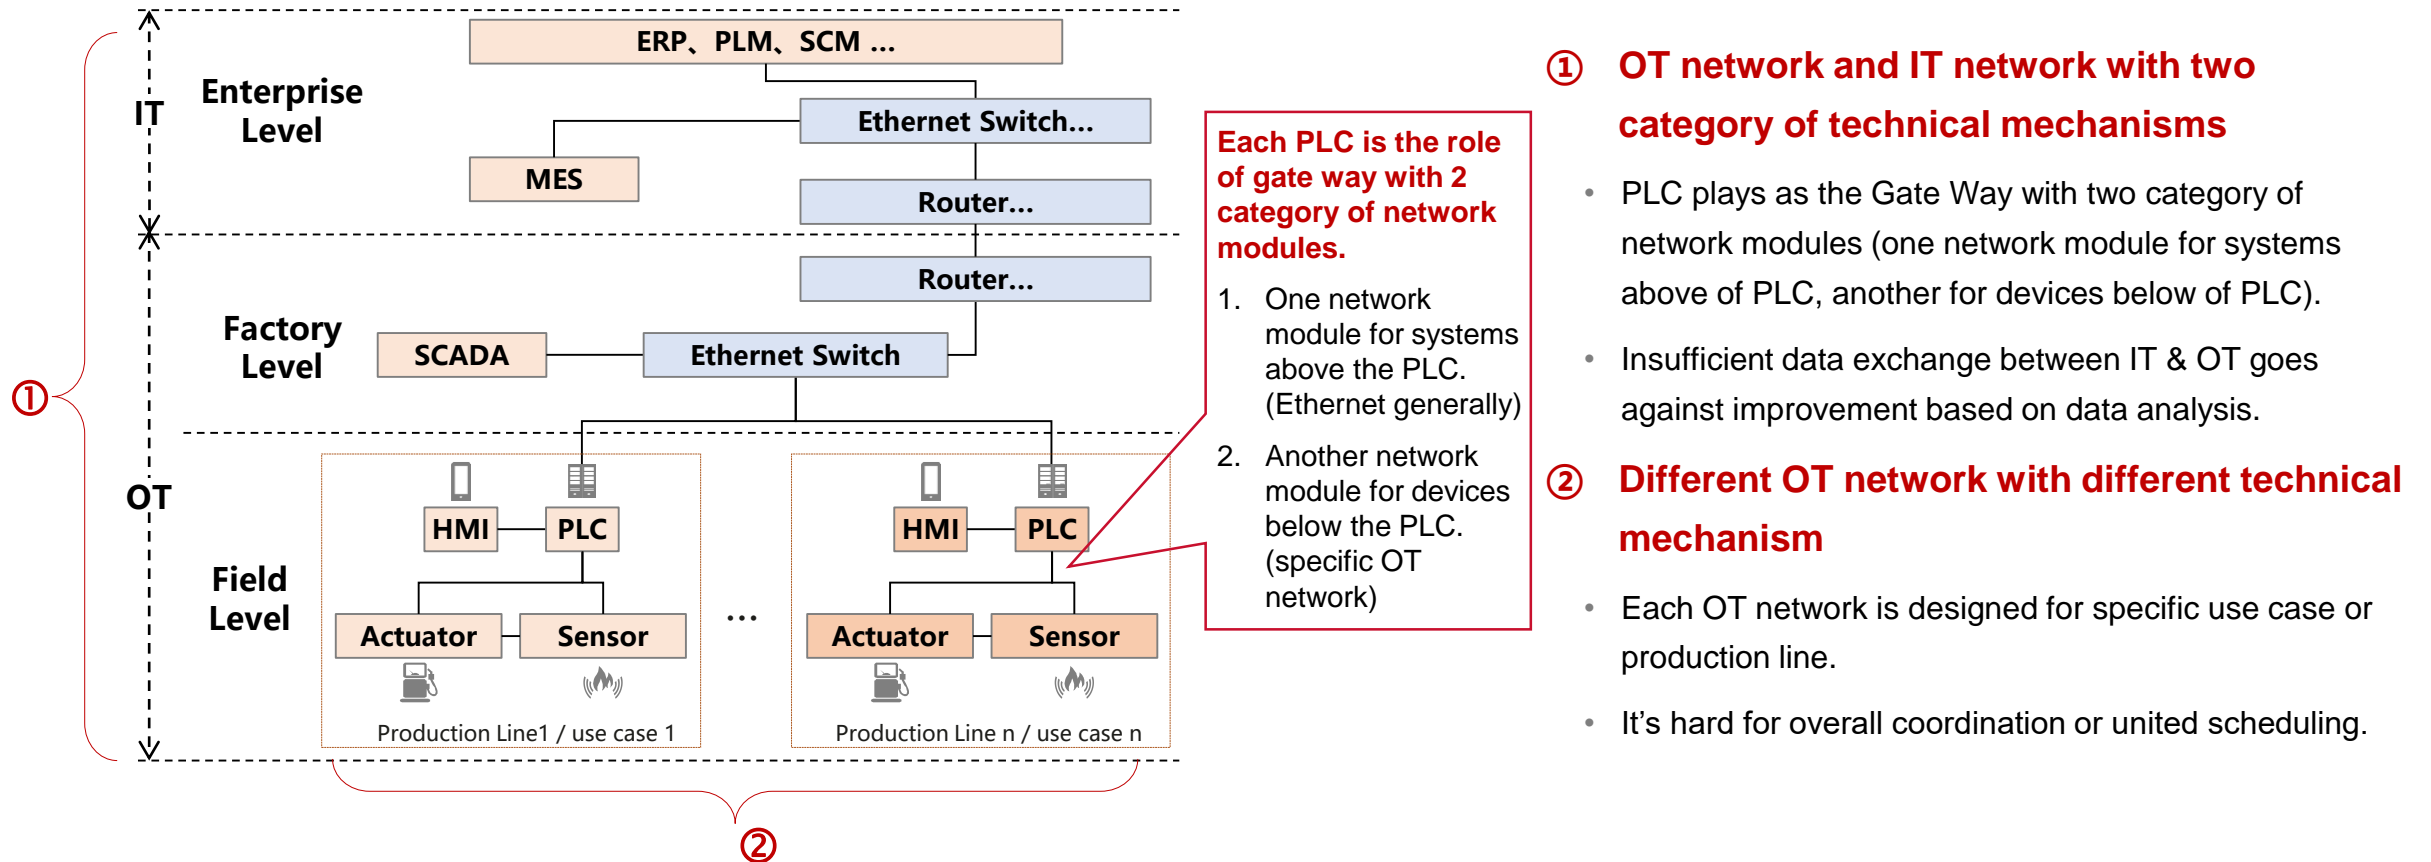 ERP、PLM、SCM ...
Enterprise
Level
IT
Ethernet Switch...
MES
Router...
Router...
Factory
Level
SCADA
Ethernet Switch
①
OT
HMI
PLC
HMI
PLC
Field
Level
Actuator
Sensor
...
Actuator
Sensor
Production Line1 / use case 1
Production Line n / use case n
②
Each PLC is the role
of gate way with 2
category of network
modules.
1. One network
module for systems
above the PLC.
(Ethernet generally)
2. Another network
module for devices
below the PLC.
(specific OT
network)
① OT network and IT network with two
category of technical mechanisms
• PLC plays as the Gate Way with two category of
network modules (one network module for systems
above of PLC, another for devices below of PLC).
• Insufficient data exchange between IT & OT goes
against improvement based on data analysis.
② Different OT network with different technical
mechanism
• Each OT network is designed for specific use case or
production line.
• It's hard for overall coordination or united scheduling.